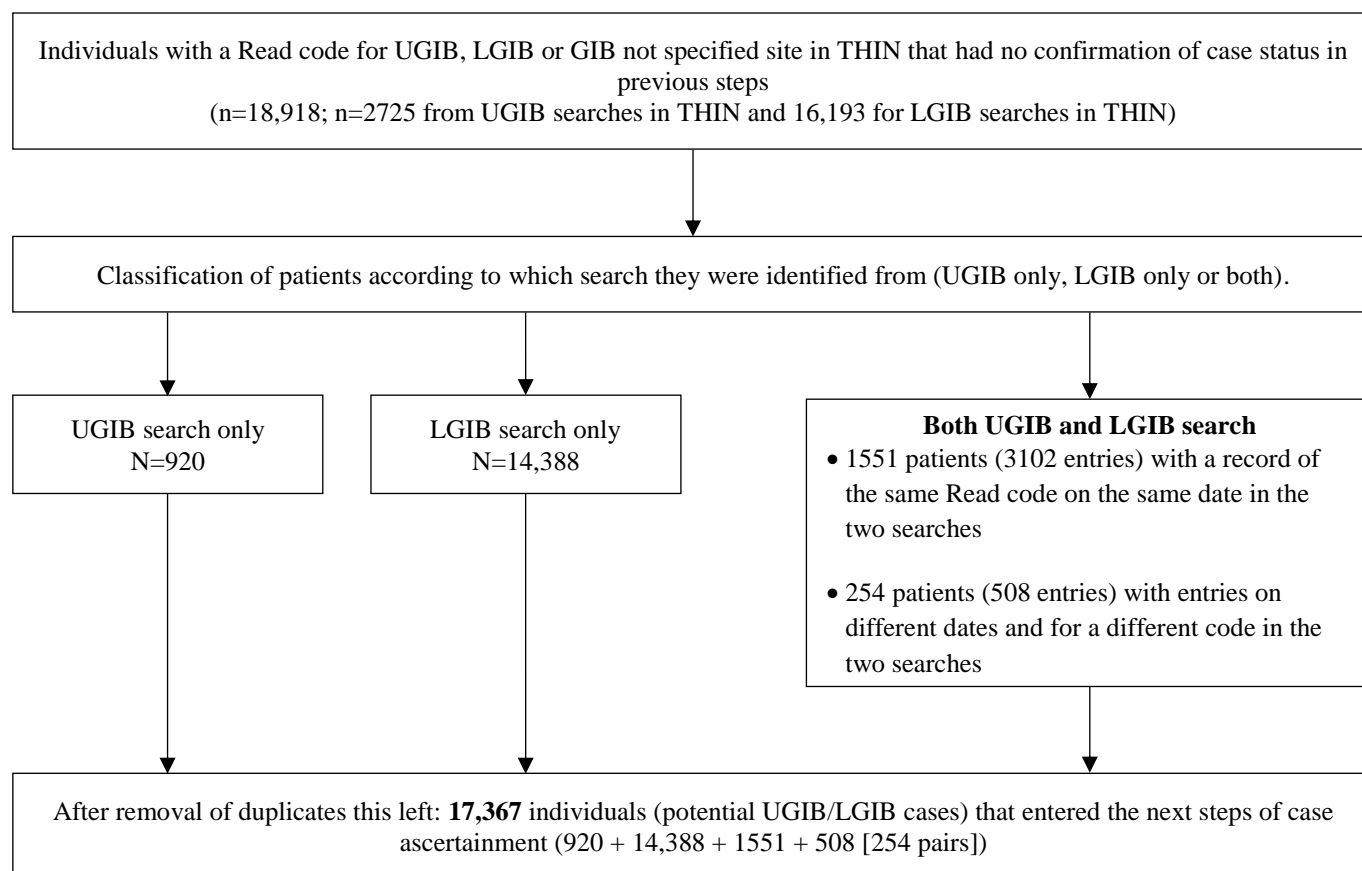 Individuals with a Read code for UGIB, LGIB or GIB not specified site in THIN that had no confirmation of case status in
previous steps
(n=18,918; n=2725 from UGIB searches in THIN and 16,193 for LGIB searches in THIN)
Classification of patients according to which search they were identified from (UGIB only, LGIB only or both).
UGIB search only
N=920
LGIB search only
N=14,388
Both UGIB and LGIB search
• 1551 patients (3102 entries) with a record of
the same Read code on the same date in the
two searches
• 254 patients (508 entries) with entries on
different dates and for a different code in the
two searches
After removal of duplicates this left: 17,367 individuals (potential UGIB/LGIB cases) that entered the next steps of case
ascertainment (920 + 14,388 + 1551 + 508 [254 pairs])